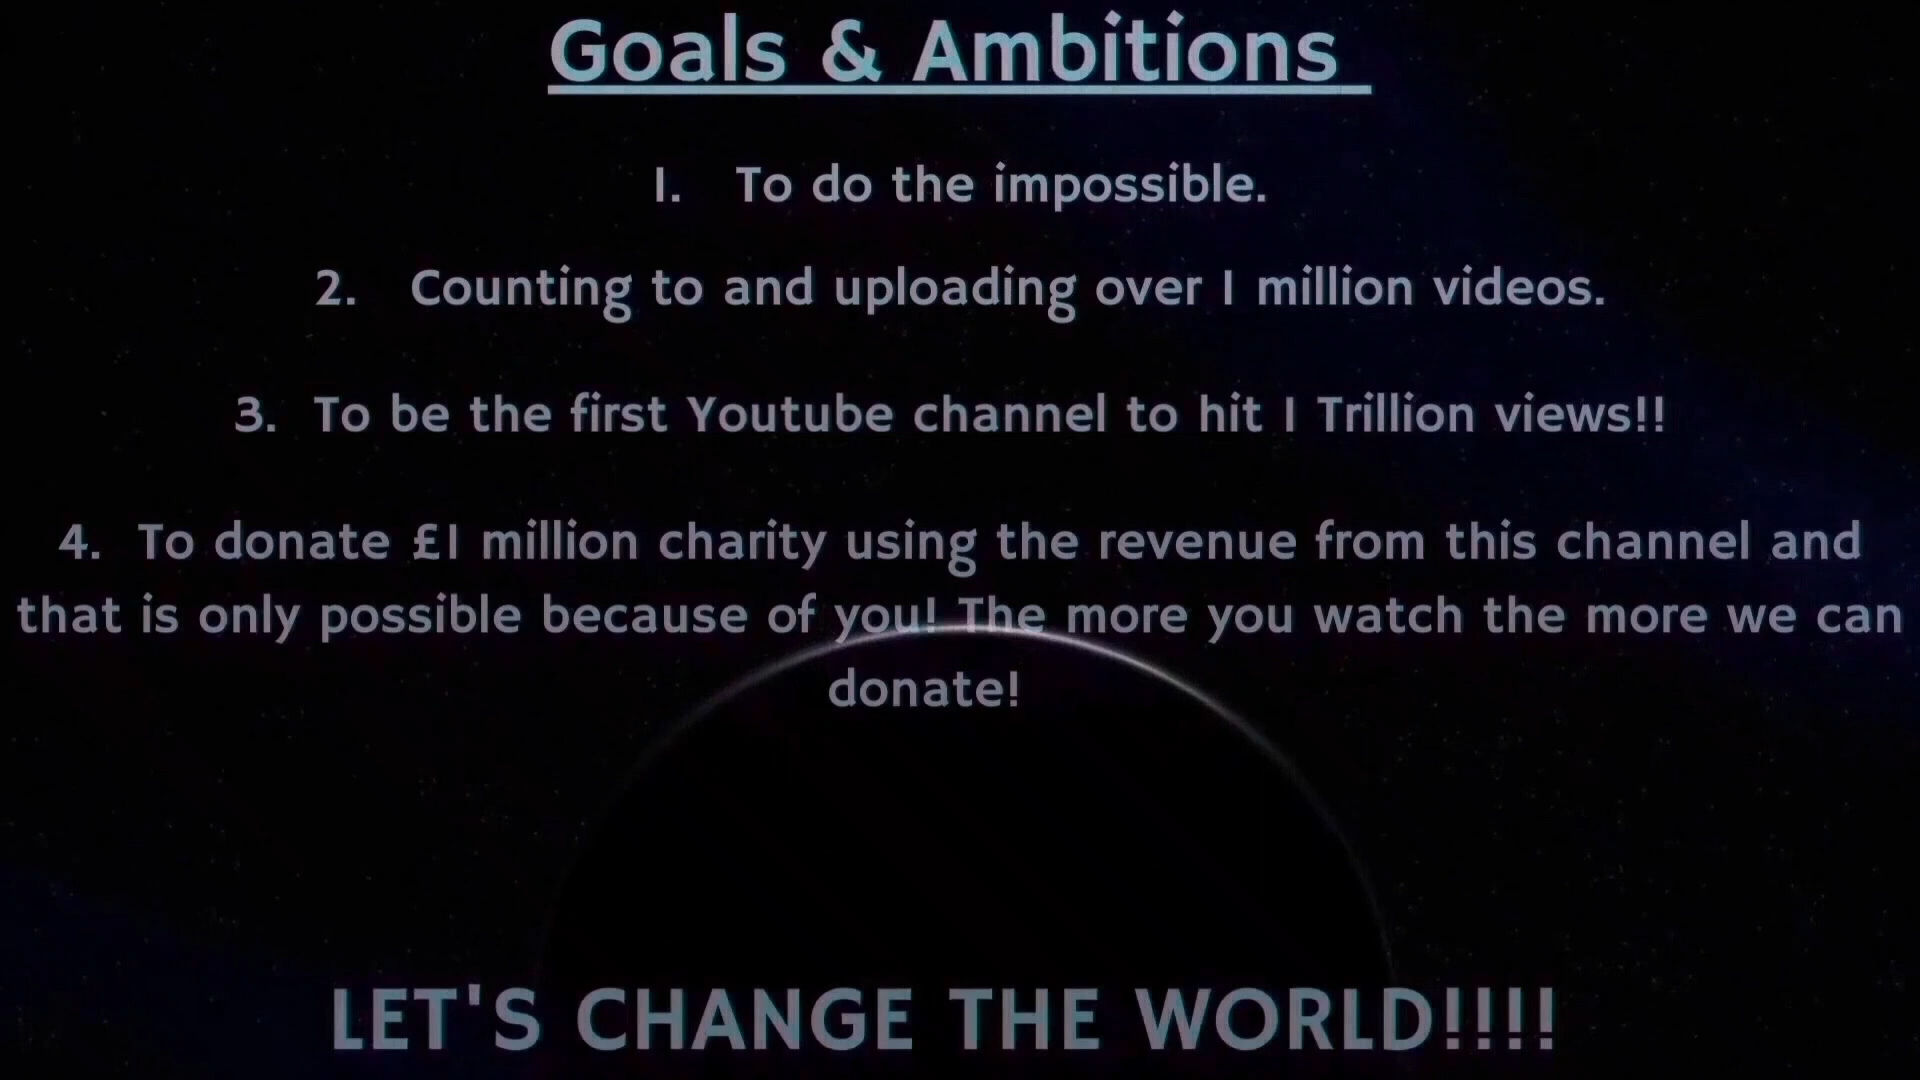 Goals & Ambitions
1. To do the impossible.
2. Counting to and uploading over 1 million videos.
3. To be the first Youtube channel to hit 1 Trillion views!!
4. To donate £1 million charity using the revenue from this channel and
that is only possible because of you! The more you watch the more we can
donate!
LET'S CHANGE THE WORLD!!!!